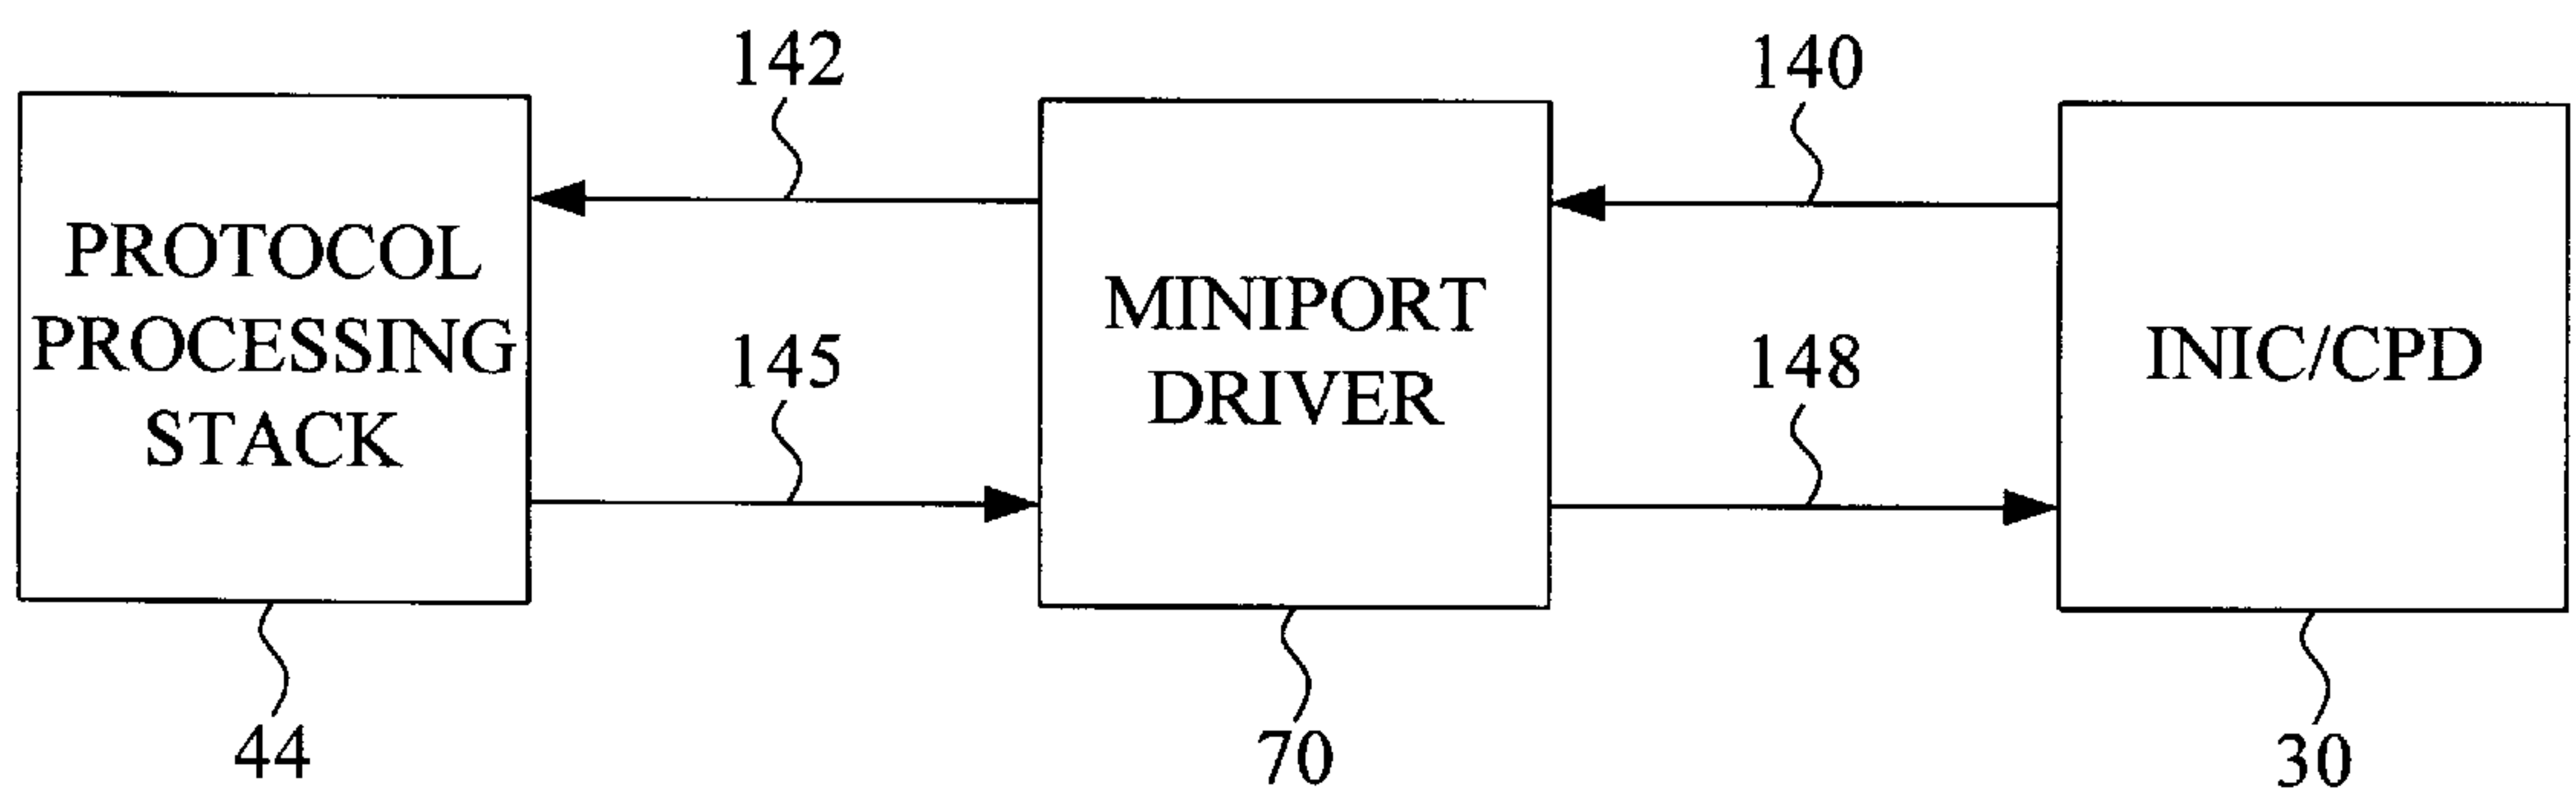 142
140
PROTOCOL
PROCESSING
STACK
145
MINIPORT
DRIVER
148
INIC/CPD
44
70
30